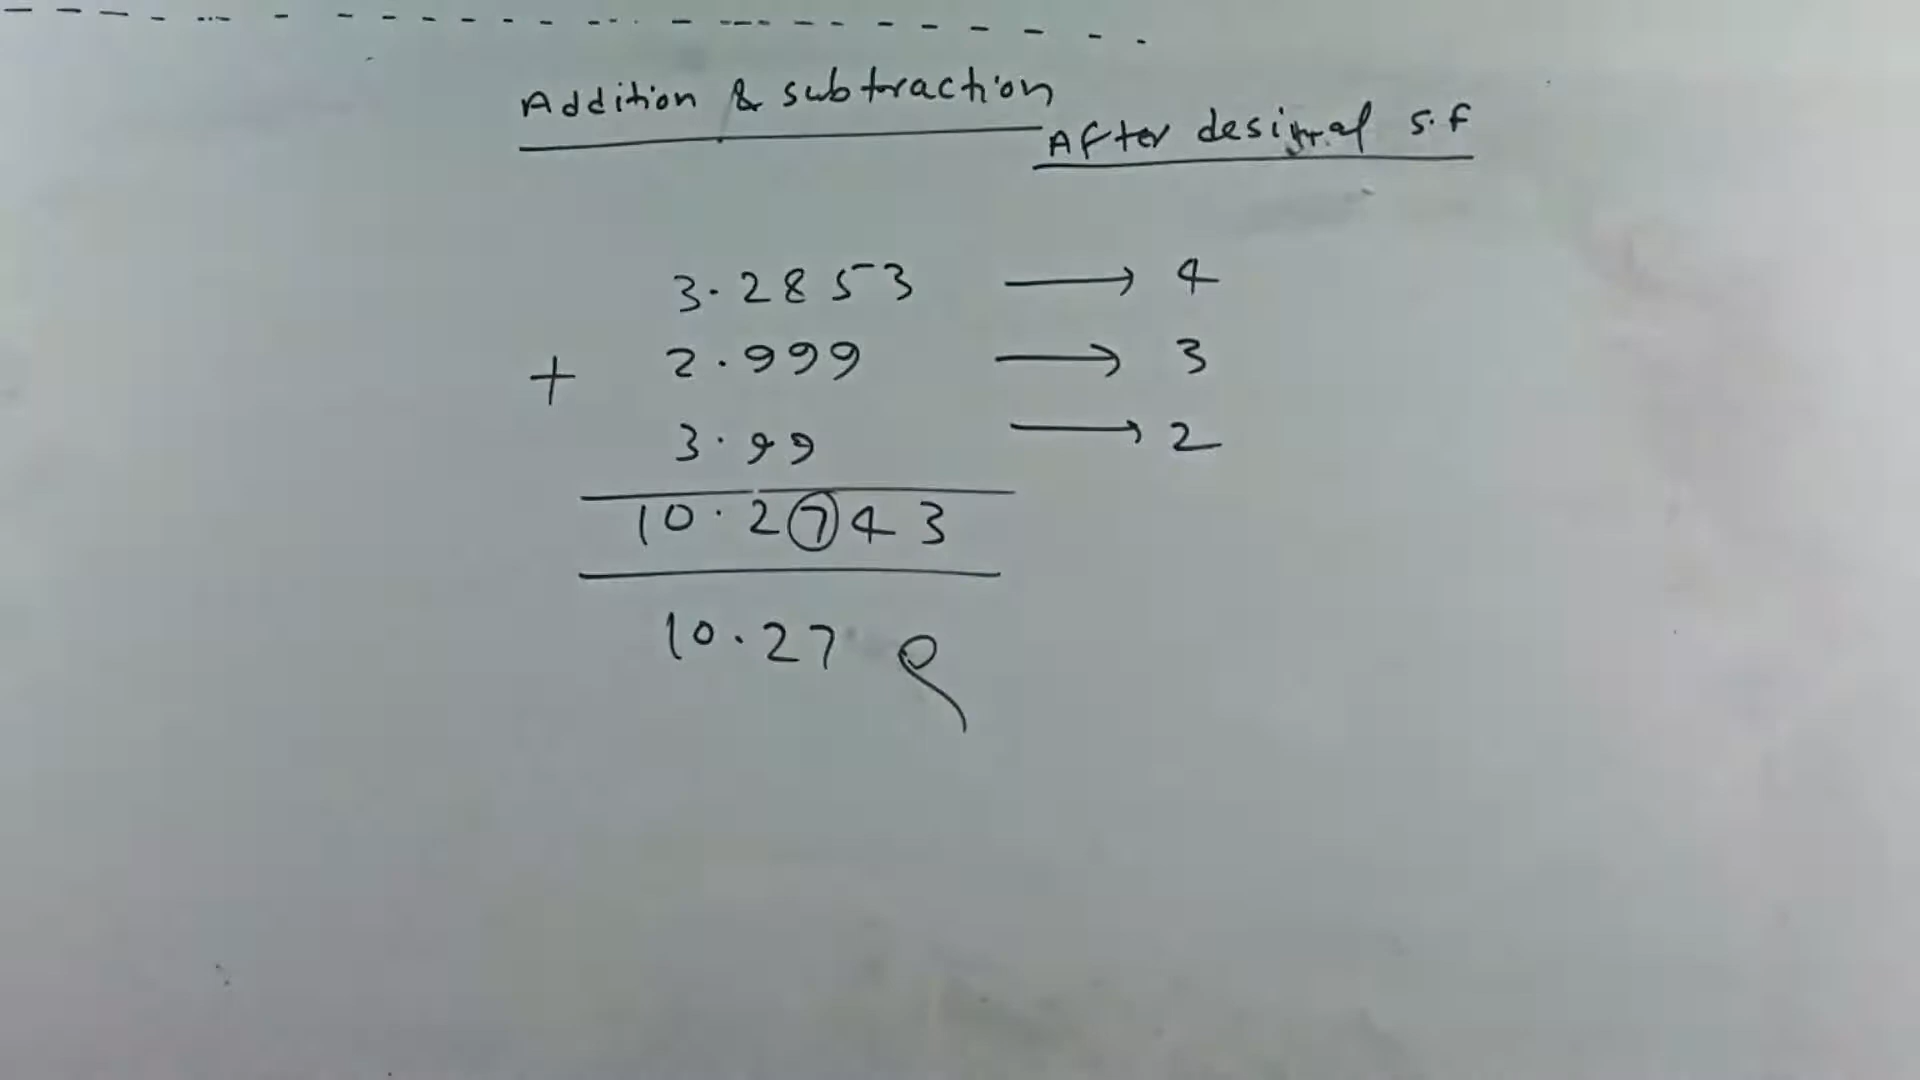 Addition & subtraction
After desimal s.f
3.2853 → 4
+ 2.999 → 3
3.99 → 2
10.2743
10.27